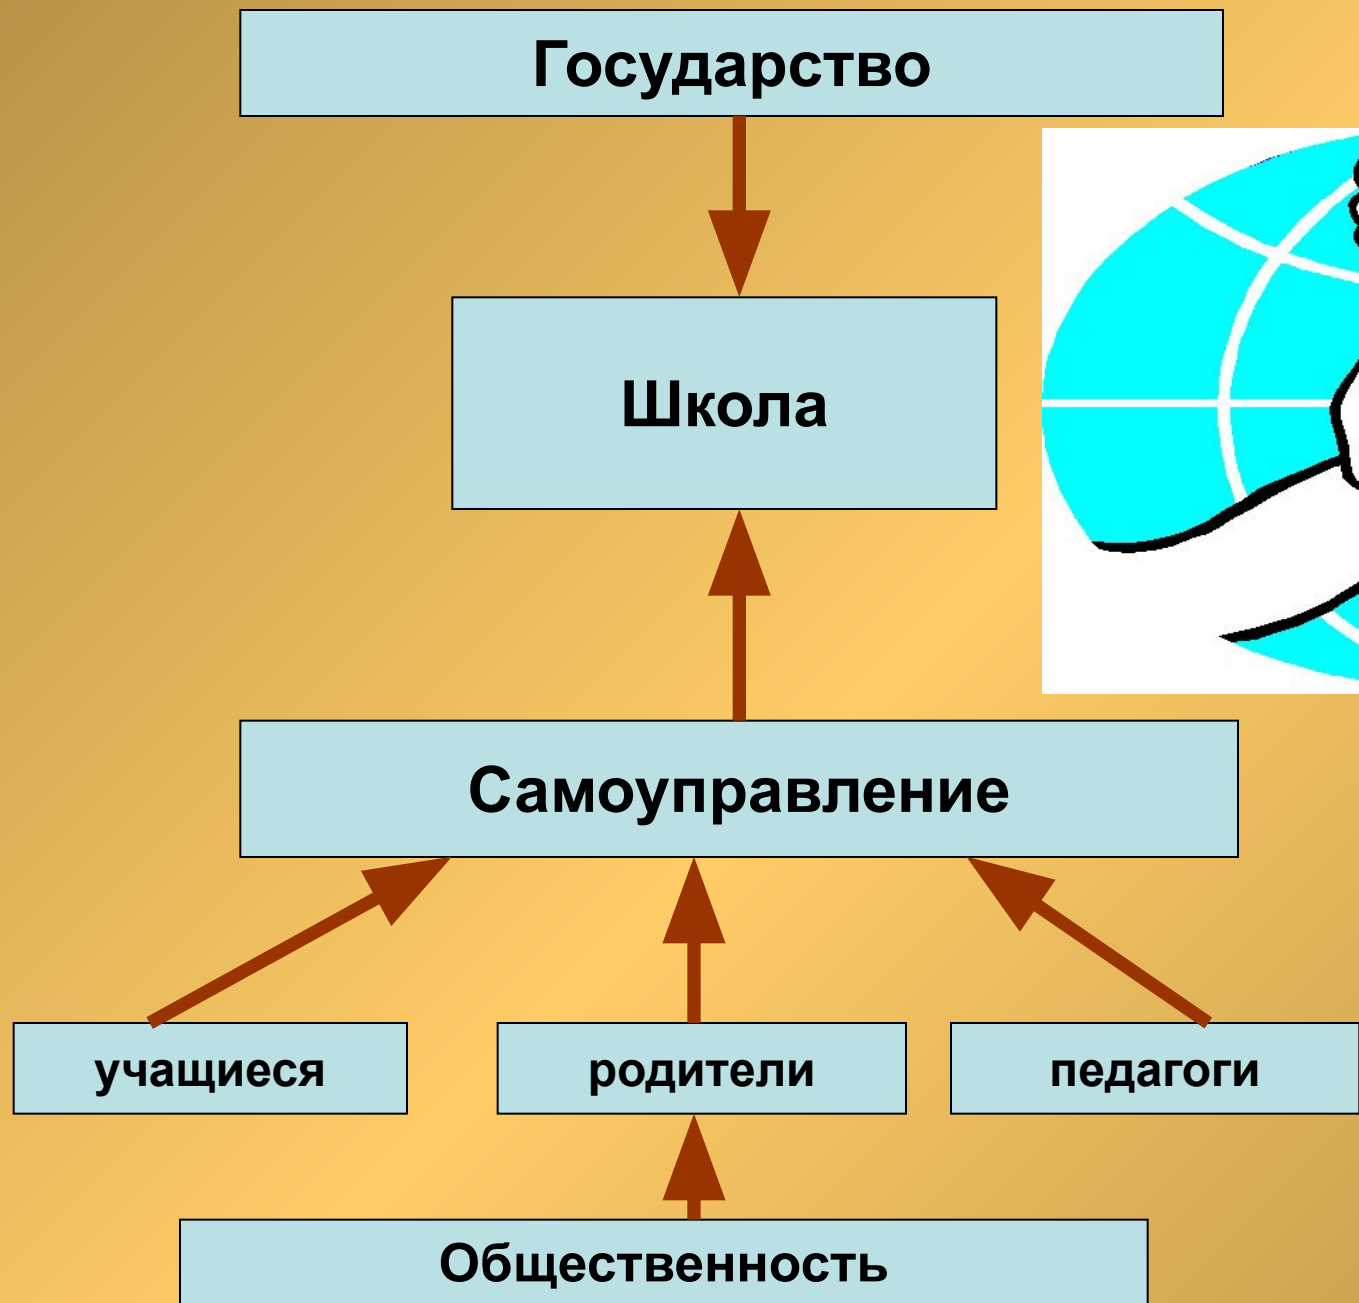 Государство
Школа
Самоуправление
учащиеся
родители
педагоги
Общественность